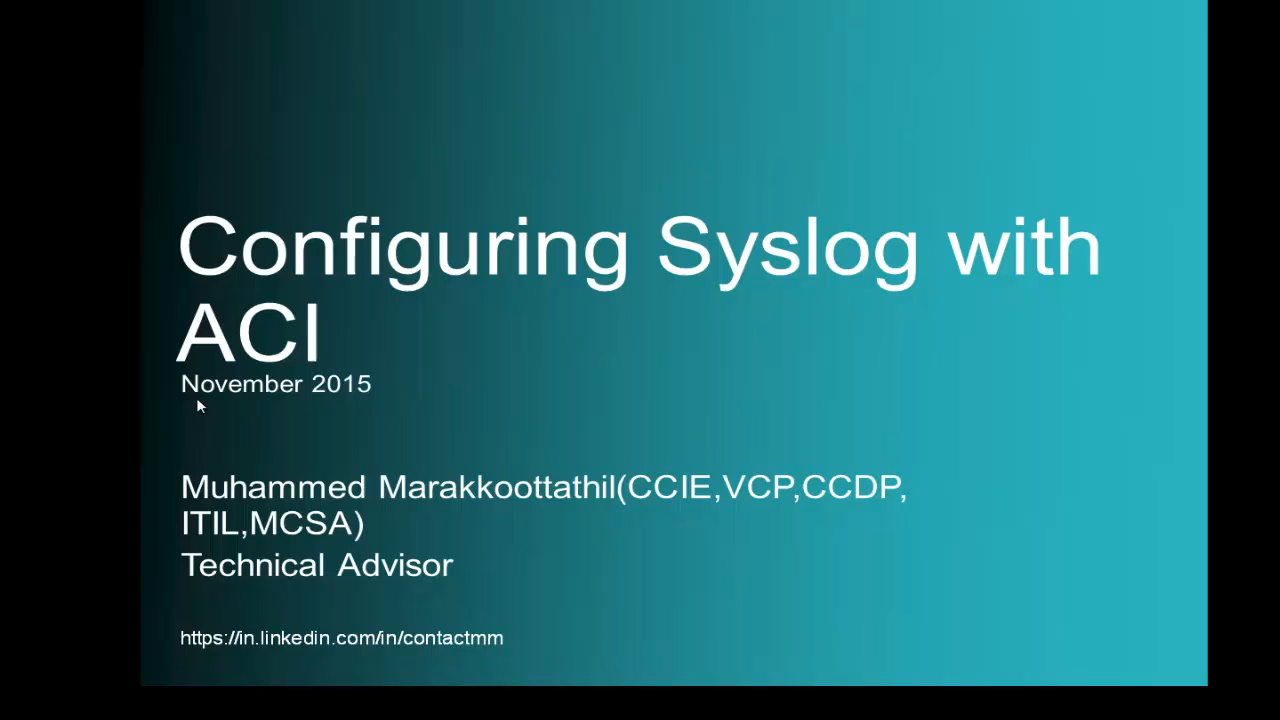 Configuring Syslog with
ACI
November 2015
Muhammed Marakkoottathil(CCIE,VCP,CCDP,
ITIL,MCSA)
Technical Advisor
https://in.linkedin.com/in/contactmm